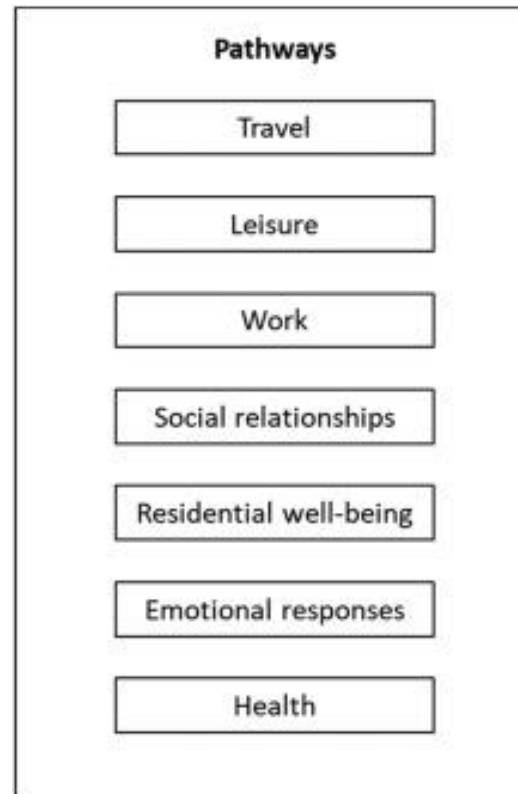 Pathways
Travel
Leisure
Work
Social relationships
Residential well-being
Emotional responses
Health